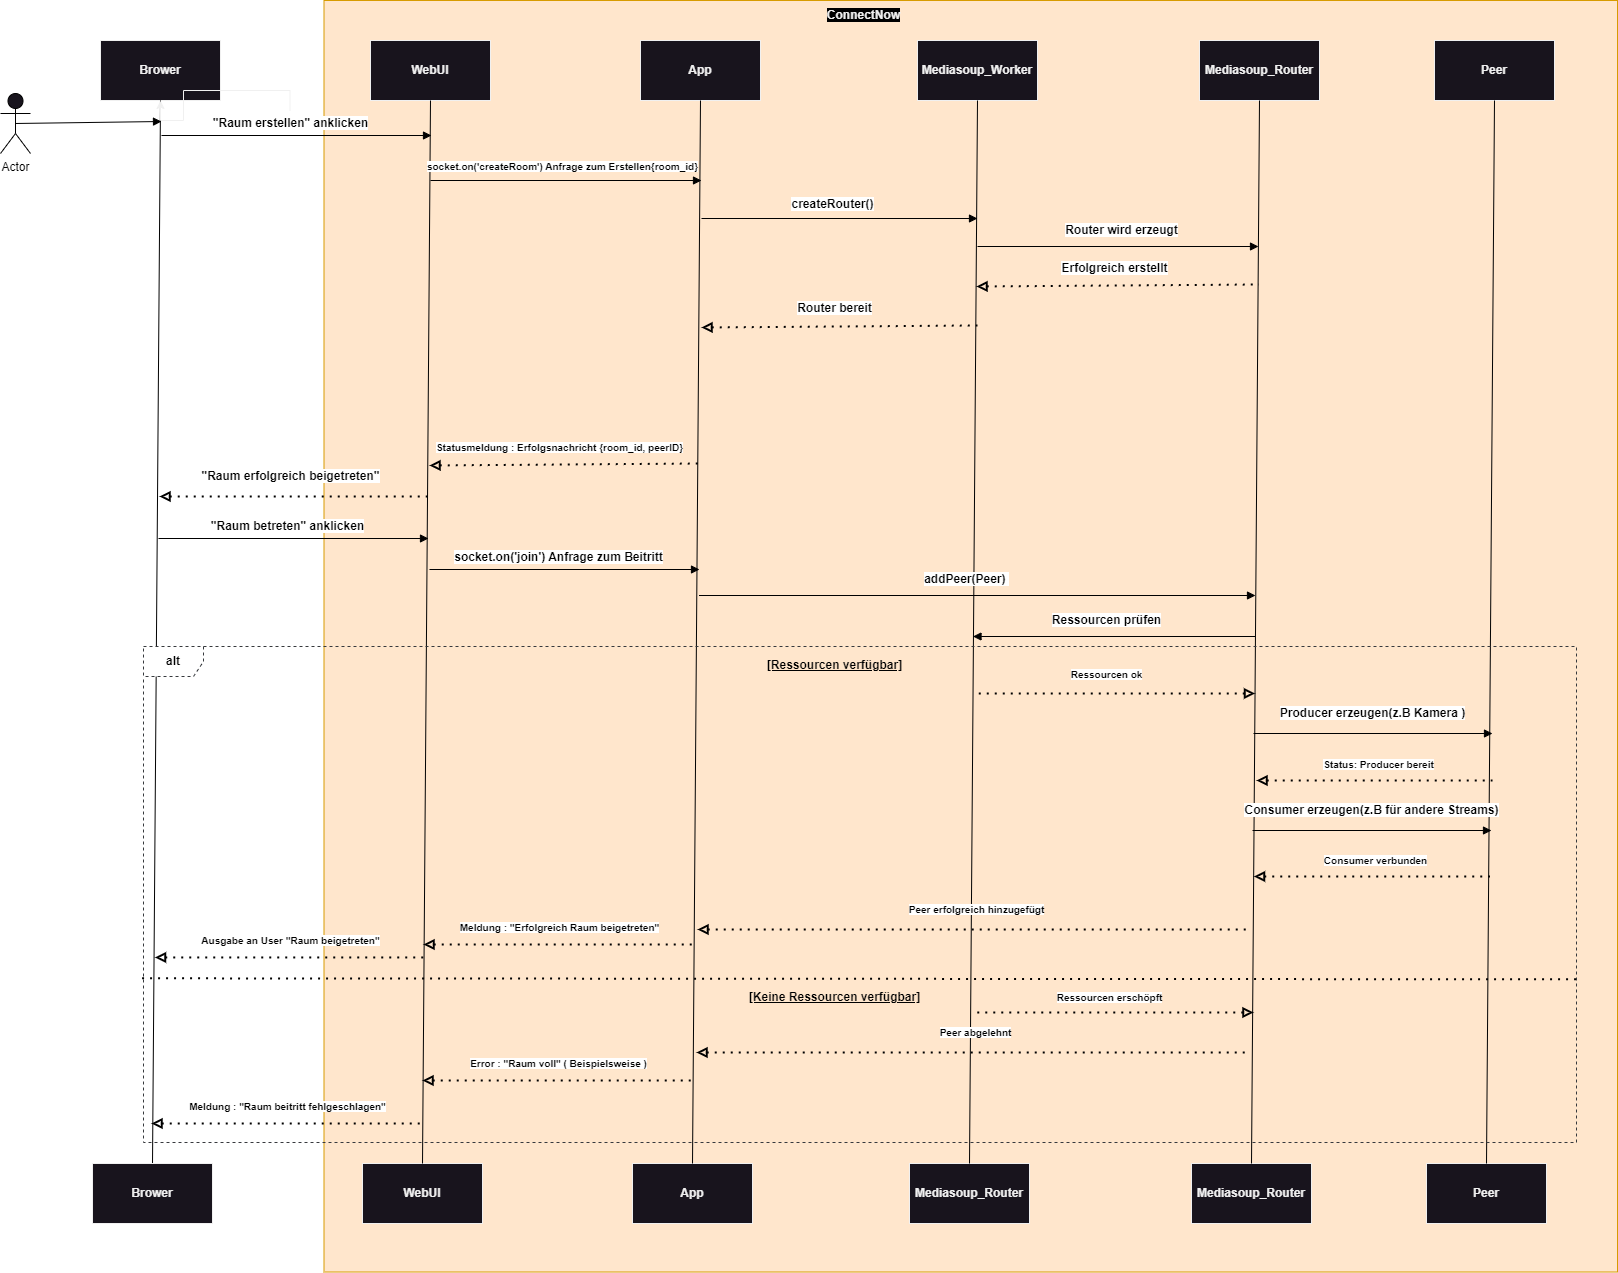 ConnectNow
Brower
WebUI
App
Mediasoup_Worker
Mediasoup_Router
Peer
Actor
"Raum erstellen" anklicken
socket.on('createRoom') Anfrage zum Erstellen{room_id}
createRouter()
Router wird erzeugt
Erfolgreich erstellt
Router bereit
Statusmeldung : Erfolgsnachricht {room_id, peerID}
"Raum erfolgreich beigetreten"
"Raum betreten" anklicken
socket.on('join') Anfrage zum Beitritt
addPeer(Peer)
Ressourcen prüfen
alt
[Ressourcen verfügbar]
Ressourcen ok
Producer erzeugen(z.B Kamera )
Status: Producer bereit
Consumer erzeugen(z.B für andere Streams)
Consumer verbunden
Peer erfolgreich hinzugefügt
Meldung : "Erfolgreich Raum beigetreten"
Ausgabe an User "Raum beigetreten"
[Keine Ressourcen verfügbar]
Ressourcen erschöpft
Peer abgelehnt
Error : "Raum voll" ( Beispielsweise )
Meldung : "Raum beitritt fehlgeschlagen"
Brower
WebUI
App
Mediasoup_Router
Mediasoup_Router
Peer